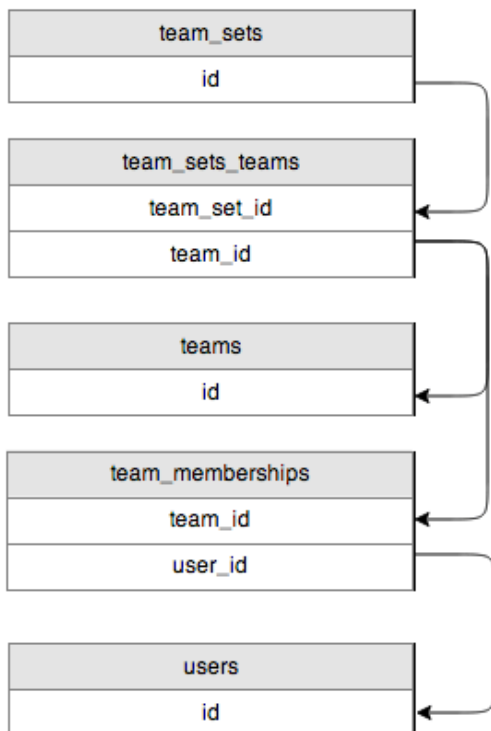 team_sets
id
team_sets_teams
team_set_id
team_id
teams
id
team_memberships
team_id
user_id
users
id